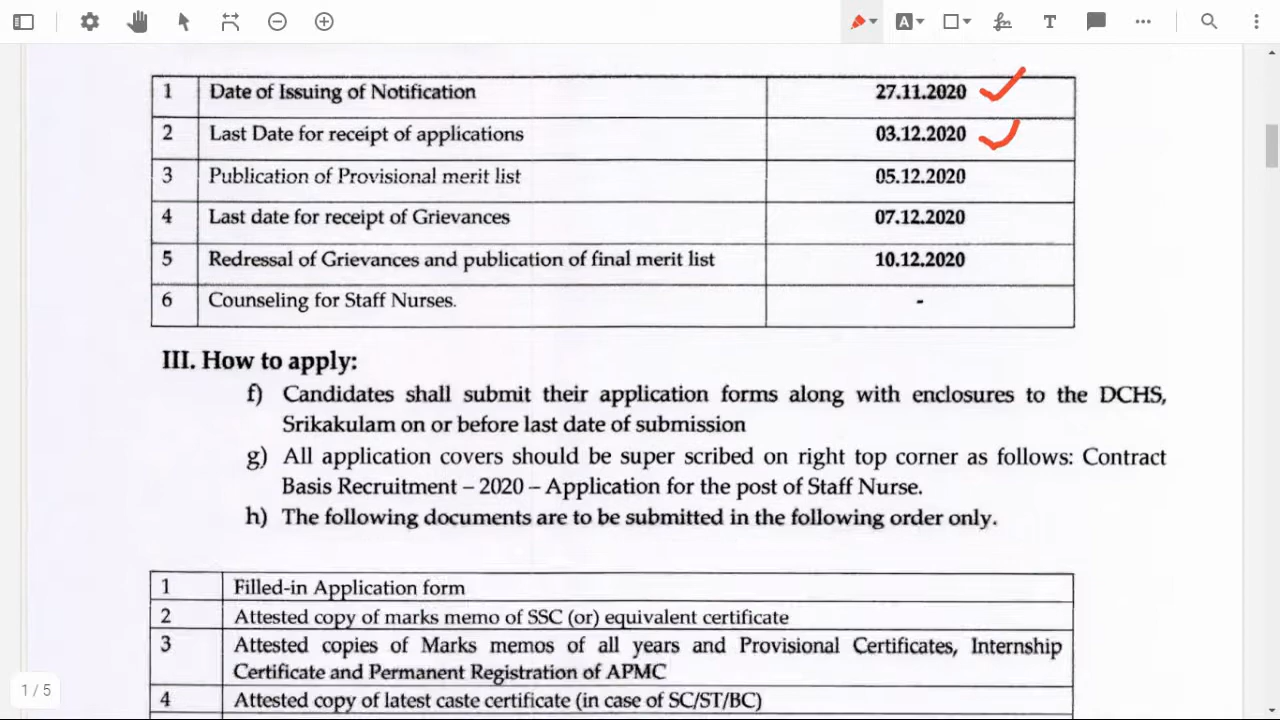 1 Date of Issuing of Notification 27.11.2020
2 Last Date for receipt of applications 03.12.2020
3 Publication of Provisional merit list 05.12.2020
4 Last date for receipt of Grievances 07.12.2020
5 Redressal of Grievances and publication of final merit list 10.12.2020
6 Counseling for Staff Nurses. -
III. How to apply:
f) Candidates shall submit their application forms along with enclosures to the DCHS,
Srikakulam on or before last date of submission
g) All application covers should be super scribed on right top corner as follows: Contract
Basis Recruitment – 2020 – Application for the post of Staff Nurse.
h) The following documents are to be submitted in the following order only.
1 Filled-in Application form
2 Attested copy of marks memo of SSC (or) equivalent certificate
3 Attested copies of Marks memos of all years and Provisional Certificates, Internship
Certificate and Permanent Registration of APMC
4 Attested copy of latest caste certificate (in case of SC/ST/BC)
1 / 5